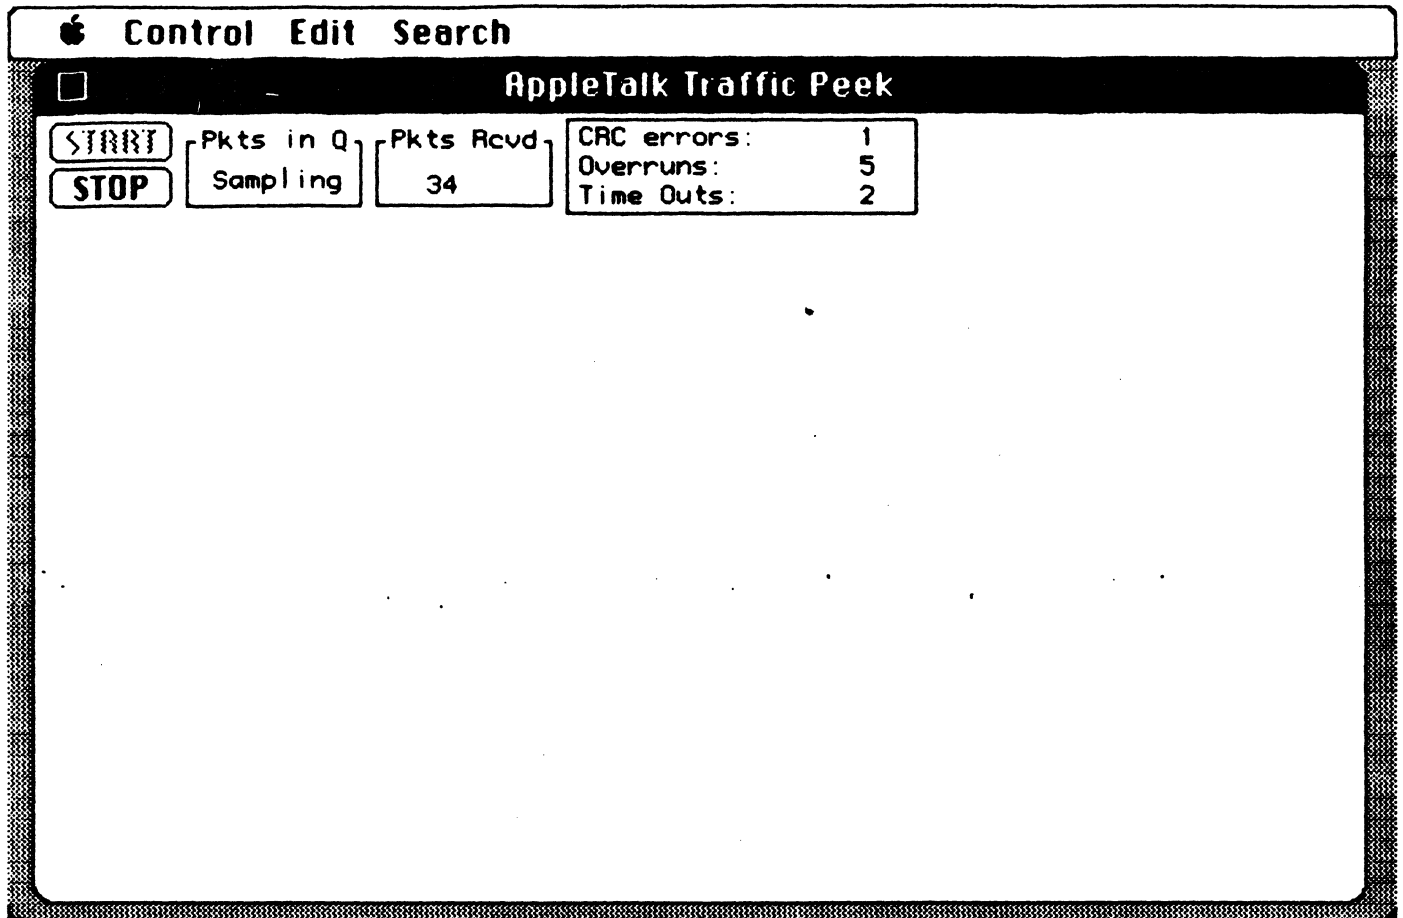 Control Edit Search
AppleTalk Traffic Peek
START
STOP
Pkts in Q
Sampling
Pkts Rcvd
34
CRC errors: 1
Overruns: 5
Time Outs: 2